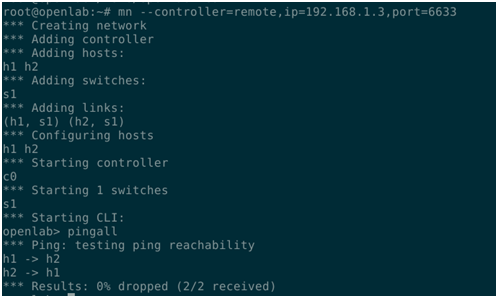 root@openlab:~# mn --controller=remote,ip=192.168.1.3,port=6633
*** Creating network
*** Adding controller
*** Adding hosts:
h1 h2
*** Adding switches:
s1
*** Adding links:
(h1, s1) (h2, s1)
*** Configuring hosts
h1 h2
*** Starting controller
c0
*** Starting 1 switches
s1
*** Starting CLI:
openlab> pingall
*** Ping: testing ping reachability
h1 -> h2
h2 -> h1
*** Results: 0% dropped (2/2 received)